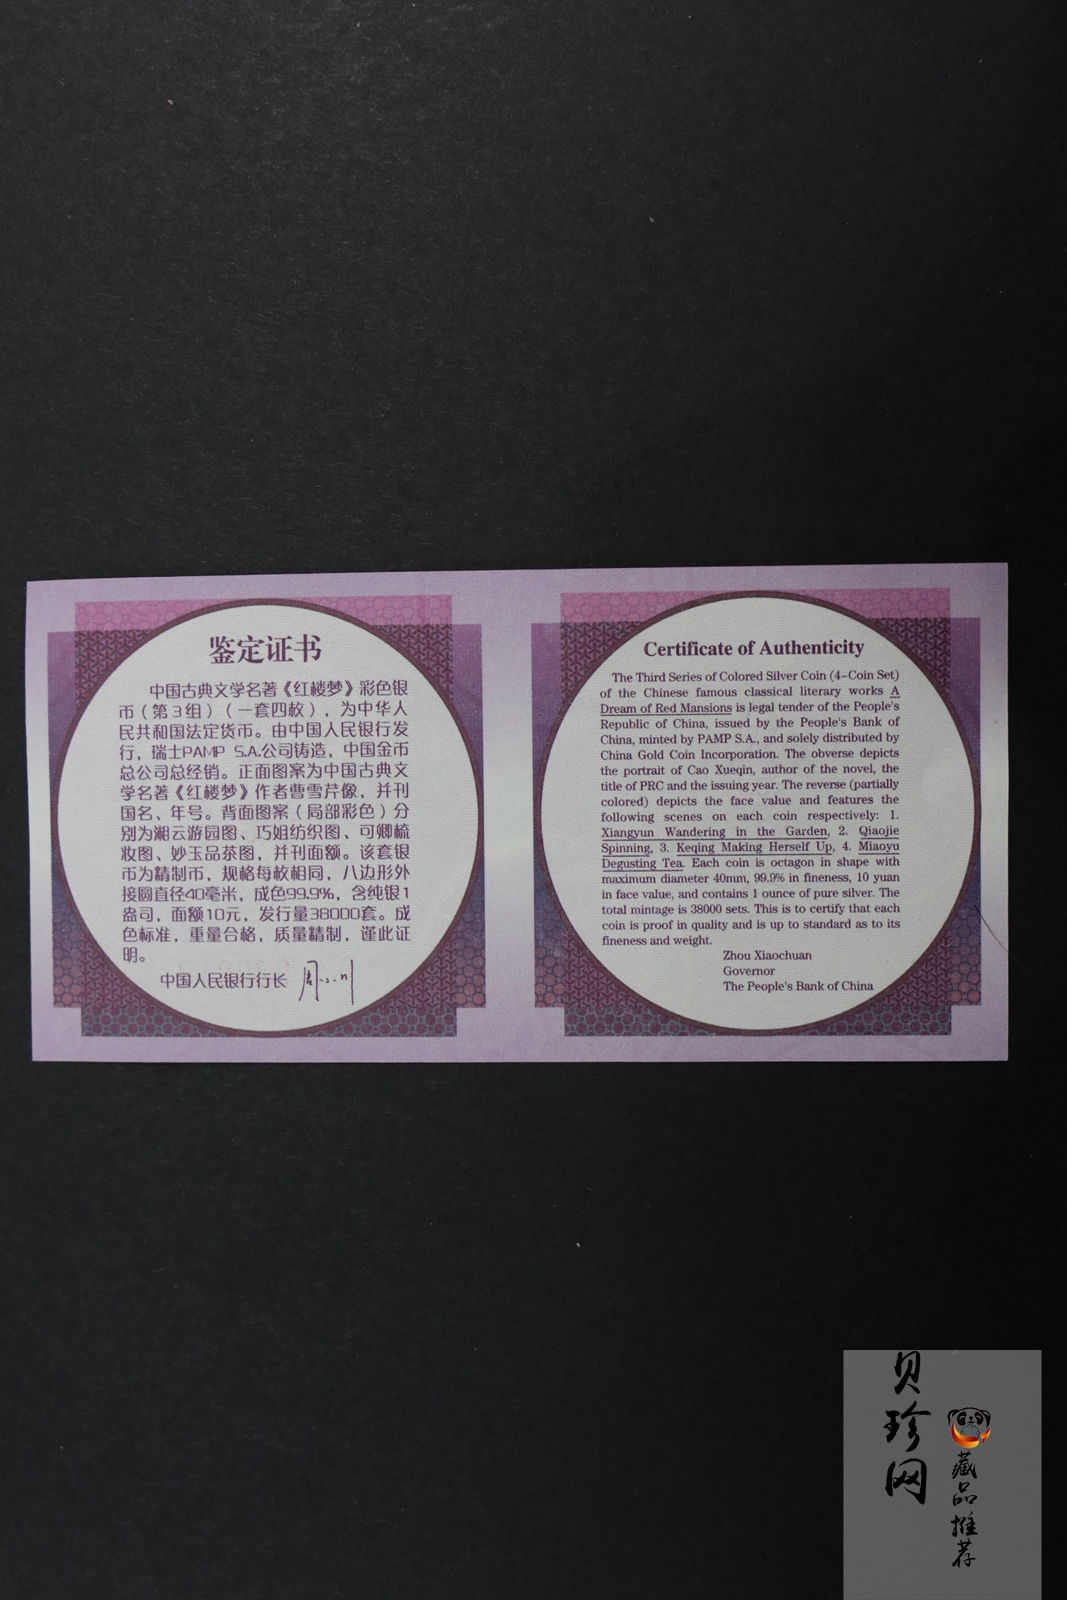 鉴定证书
中国古典文学名著《红楼梦》彩色银
币（第3组）（一套四枚），为中华人
民共和国法定货币。由中国人民银行发
行，瑞士PAMP S.A.公司铸造，中国金币
总公司总经销。正面图案为中国古典文
学名著《红楼梦》作者曹雪芹像，并刊
国名、年号。背面图案（局部彩色）分
别为湘云游园图、巧姐纺织图、可卿梳
妆图、妙玉品茶图，并刊面额。该套银
币为精制币，规格每枚相同，八边形外
接圆直径40毫米，成色99.9%，含纯银1
盎司，面额10元，发行量38000套。成
色标准，重量合格，质量精制，谨此证
明。
中国人民银行行长 周小川
Certificate of Authenticity
The Third Series of Colored Silver Coin (4-Coin Set)
of the Chinese famous classical literary works A
Dream of Red Mansions is legal tender of the People's
Republic of China, issued by the People's Bank of
China, minted by PAMP S.A., and solely distributed by
China Gold Coin Incorporation. The obverse depicts
the portrait of Cao Xueqin, author of the novel, the
title of PRC and the issuing year. The reverse (partially
colored) depicts the face value and features the
following scenes on each coin respectively: 1.
Xiangyun Wandering in the Garden, 2. Qiaojie
Spinning, 3. Keqing Making Herself Up, 4. Miaoyu
Degusting Tea. Each coin is octagon in shape with
maximum diameter 40mm, 99.9% in fineness, 10 yuan
in face value, and contains 1 ounce of pure silver. The
total mintage is 38000 sets. This is to certify that each
coin is proof in quality and is up to standard as to its
fineness and weight.
Zhou Xiaochuan
Governor
The People's Bank of China
贝珍网
藏品推荐